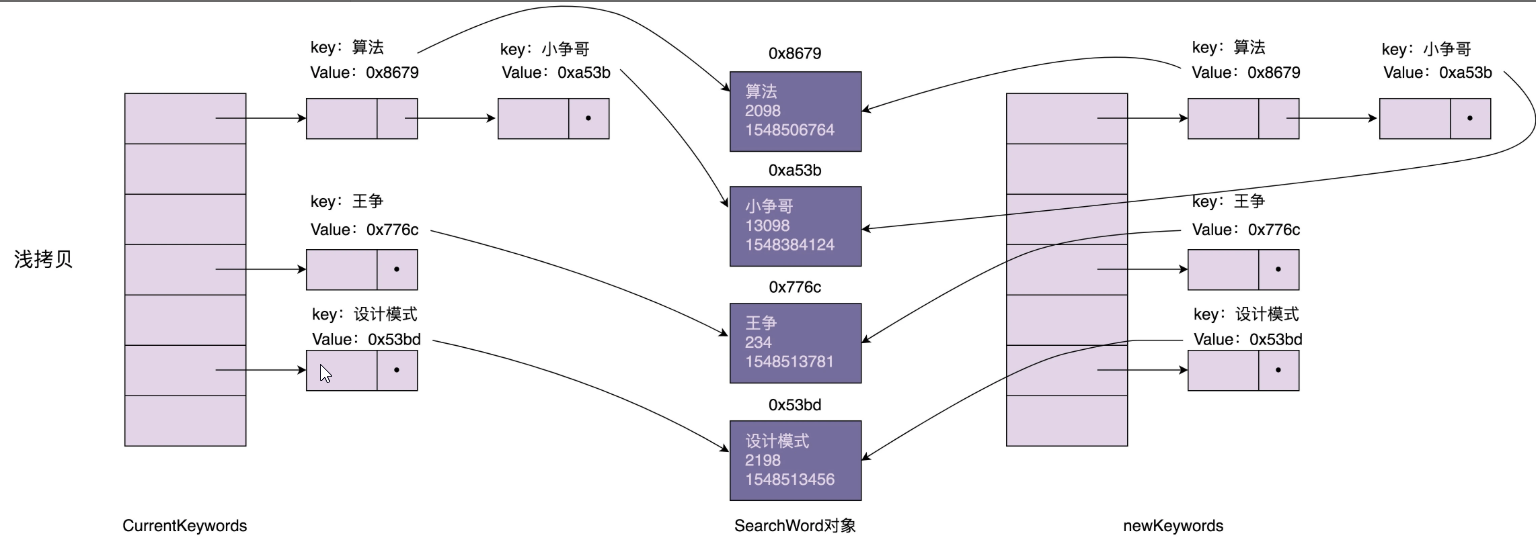 浅拷贝
key：算法
Value：0x8679
key：小争哥
Value：0xa53b
key：王争
Value：0x776c
key：设计模式
Value：0x53bd
CurrentKeywords
0x8679
算法
2098
1548506764
0xa53b
小争哥
13098
1548384124
0x776c
王争
234
1548513781
0x53bd
设计模式
2198
1548513456
SearchWord对象
key：算法
Value：0x8679
key：小争哥
Value：0xa53b
key：王争
Value：0x776c
key：设计模式
Value：0x53bd
newKeywords